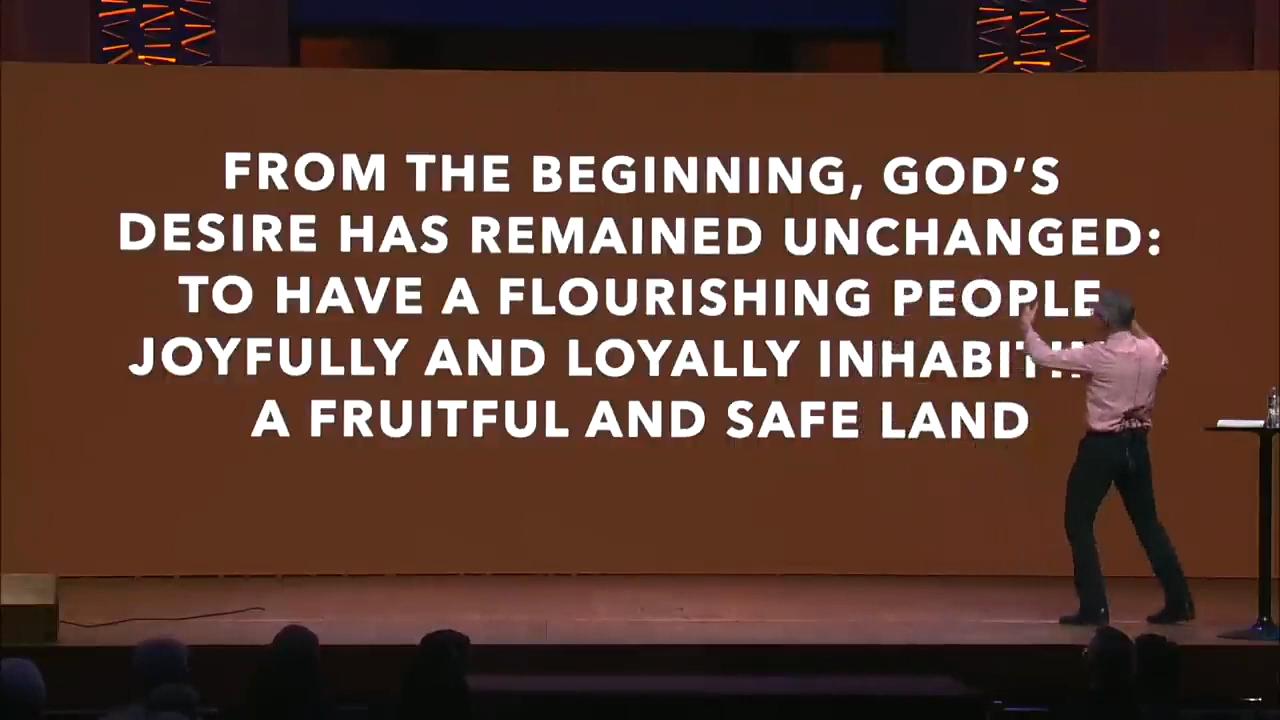 FROM THE BEGINNING, GOD'S
DESIRE HAS REMAINED UNCHANGED:
TO HAVE A FLOURISHING PEOPLE
JOYFULLY AND LOYALLY
A FRUITFUL AND SAFE LAND